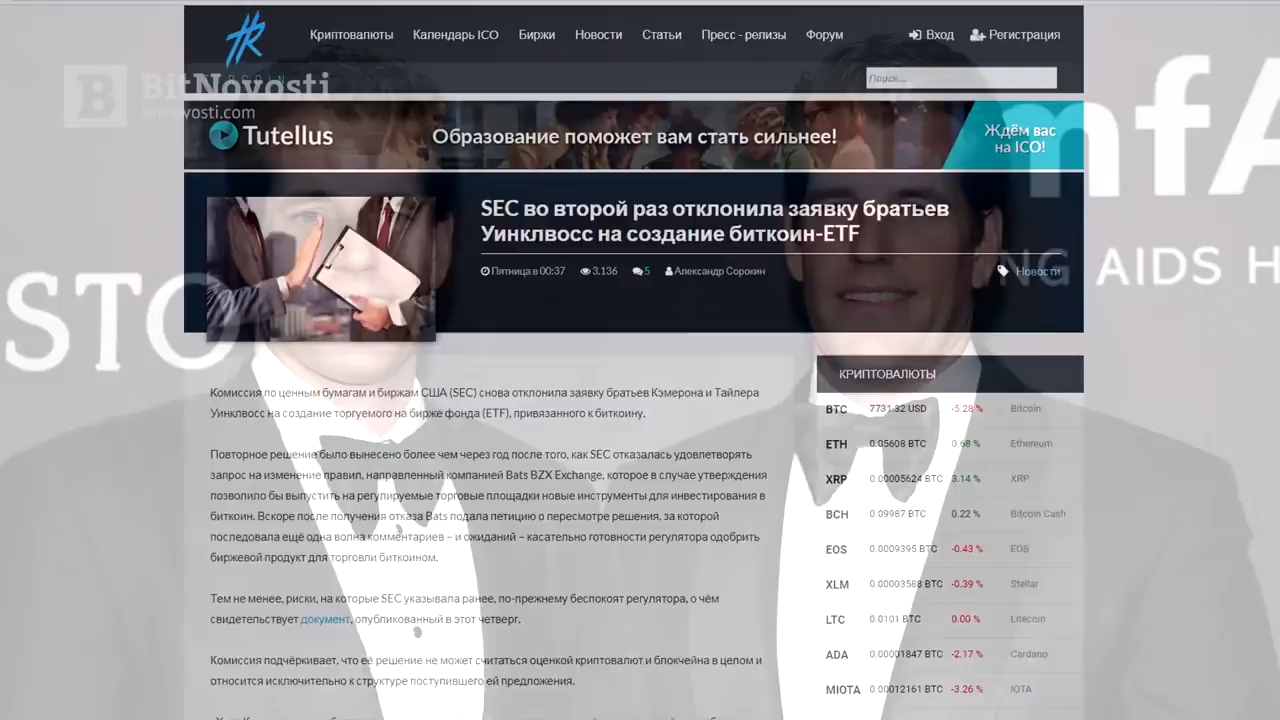 Криптовалюты Календарь ICO Биржи Новости Статьи Пресс - релизы Форум Вход Регистрация
Поиск...
BitNovosti
bitnovosti.com
Tutellus
Образование поможет вам стать сильнее!
Ждём вас
на ICO!
mfA
STO
NG AIDS H
SEC во второй раз отклонила заявку братьев
Уинклвосс на создание биткоин-ETF
Пятница в 00:37 3,136 5 Александр Сорокин Новости
Комиссия по ценным бумагам и биржам США (SEC) снова отклонила заявку братьев Кэмерона и Тайлера
Уинклвосс на создание торгуемого на бирже фонда (ETF), привязанного к биткоину.
Повторное решение было вынесено более чем через год после того, как SEC отказалась удовлетворять
запрос на изменение правил, направленный компанией Bats BZX Exchange, которое в случае утверждения
позволило бы выпустить на регулируемые торговые площадки новые инструменты для инвестирования в
биткоин. Вскоре после получения отказа Bats подала петицию о пересмотре решения, за которой
последовала ещё одна волна комментариев – и ожиданий – касательно готовности регулятора одобрить
биржевой продукт для торговли биткоином.
Тем не менее, риски, на которые SEC указывала ранее, по-прежнему беспокоят регулятора, о чём
свидетельствует документ, опубликованный в этот четверг.
Комиссия подчёркивает, что её решение не может считаться оценкой криптовалют и блокчейна в целом и
относится исключительно к структуре поступившего ей предложения.
КРИПТОВАЛЮТЫ
BTC 7731.32 USD -5.28 % Bitcoin
ETH 0.05608 BTC 0.68 % Ethereum
XRP 0.00005624 BTC 3.14 % XRP
BCH 0.09987 BTC 0.22 % Bitcoin Cash
EOS 0.0009395 BTC -0.43 % EOS
XLM 0.00003588 BTC -0.39 % Stellar
LTC 0.0101 BTC 0.00 % Litecoin
ADA 0.00001847 BTC -2.17 % Cardano
MIOTA 0.00012161 BTC -3.26 % IOTA